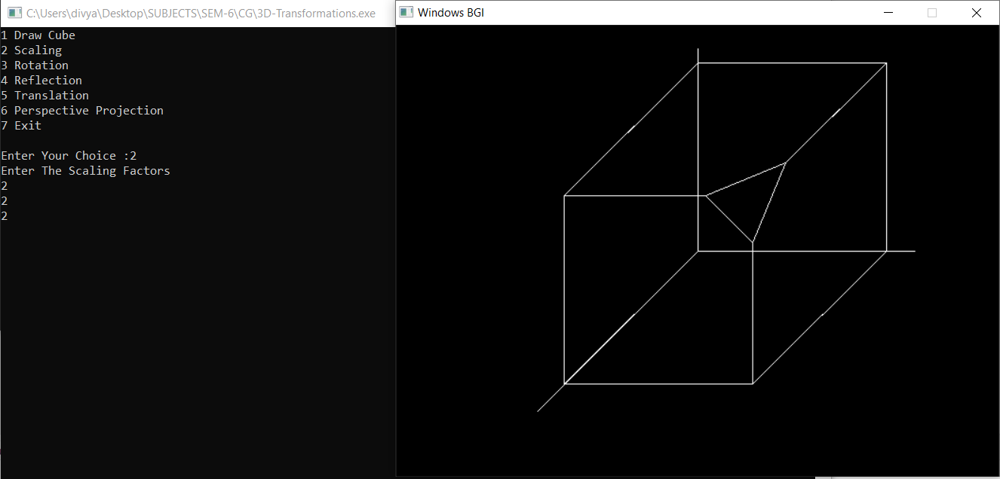 C:\Users\divya\Desktop\SUBJECTS\SEM-6\CG\3D-Transformations.exe
1 Draw Cube
2 Scaling
3 Rotation
4 Reflection
5 Translation
6 Perspective Projection
7 Exit
Enter Your Choice :2
Enter The Scaling Factors
2
2
2
Windows BGI